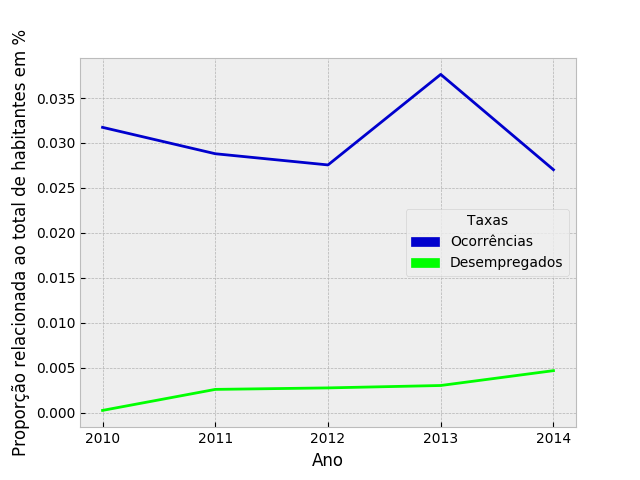 Proporção relacionada ao total de habitantes em %
0.035
0.030
0.025
0.020
0.015
0.010
0.005
0.000
Taxas
Ocorrências
Desempregados
2010 2011 2012 2013 2014
Ano